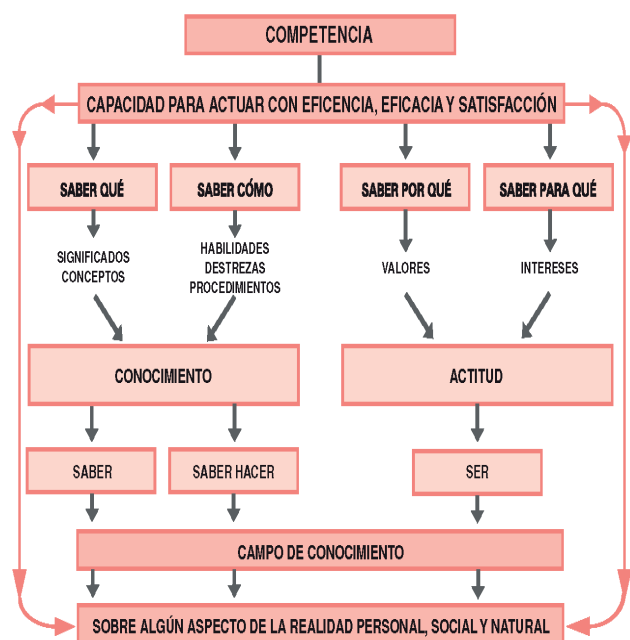 COMPETENCIA
CAPACIDAD PARA ACTUAR CON EFICENCIA, EFICACIA Y SATISFACCIÓN
SABER QUÉ
SABER CÓMO
SABER POR QUÉ
SABER PARA QUÉ
SIGNIFICADOS
CONCEPTOS
HABILIDADES
DESTREZAS
PROCEDIMIENTOS
VALORES
INTERESES
CONOCIMIENTO
ACTITUD
SABER
SABER HACER
SER
CAMPO DE CONOCIMIENTO
SOBRE ALGÚN ASPECTO DE LA REALIDAD PERSONAL, SOCIAL Y NATURAL